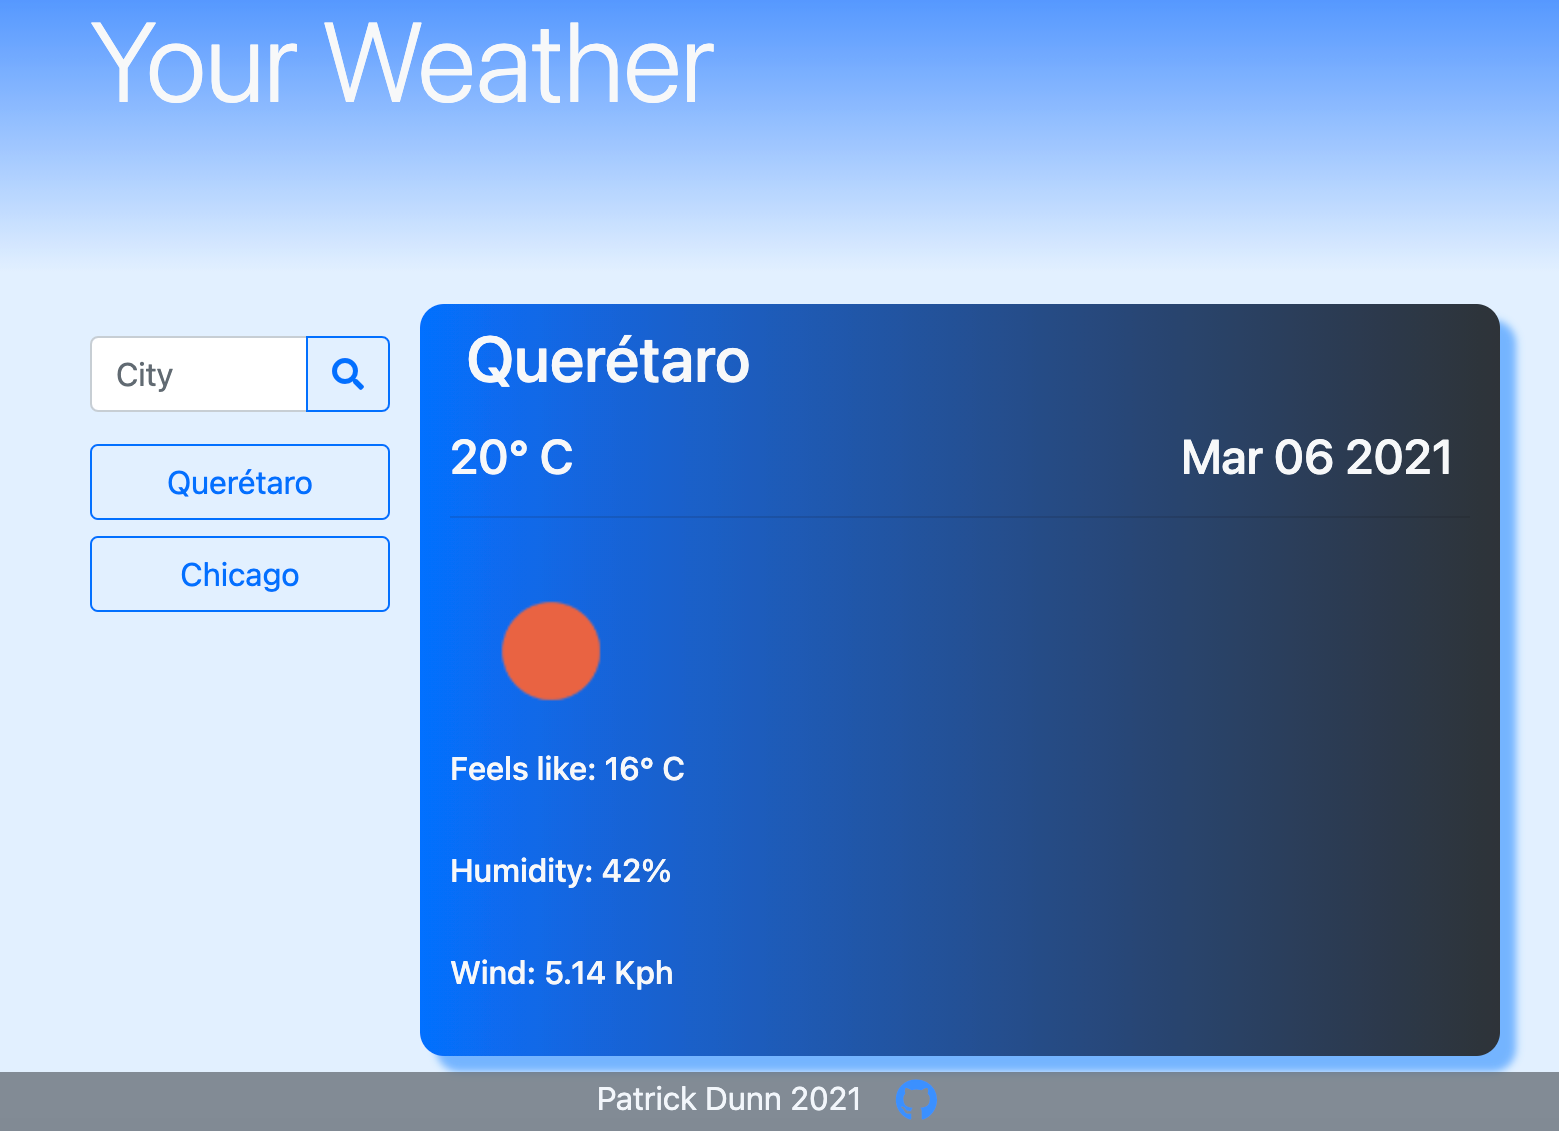 Your Weather
City
Querétaro
Chicago
Querétaro
20° C
Mar 06 2021
Feels like: 16° C
Humidity: 42%
Wind: 5.14 Kph
Patrick Dunn 2021